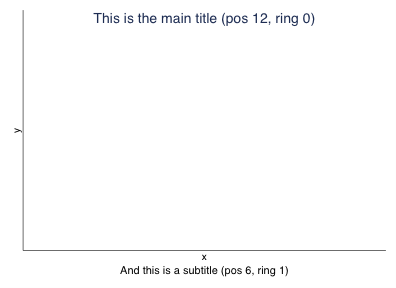 This is the main title (pos 12, ring 0)
y
x
And this is a subtitle (pos 6, ring 1)